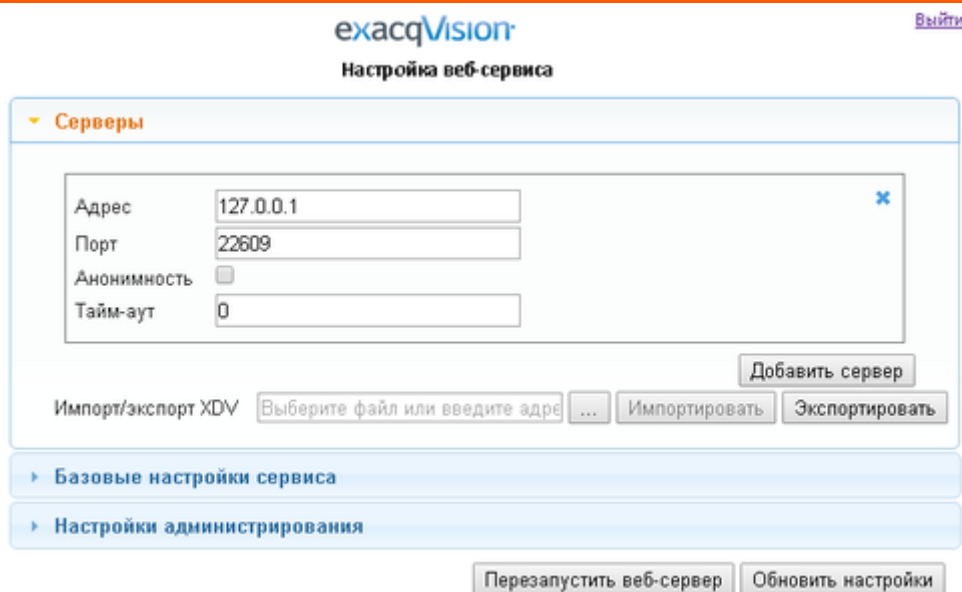 exacqVision
Выйти
Настройка веб-сервиса
Серверы
Адрес 127.0.0.1
Порт 22609
Анонимность
Тайм-аут 0
Добавить сервер
Импорт/экспорт XDV Выберите файл или введите адре ... Импортировать Экспортировать
Базовые настройки сервиса
Настройки администрирования
Перезапустить веб-сервер Обновить настройки